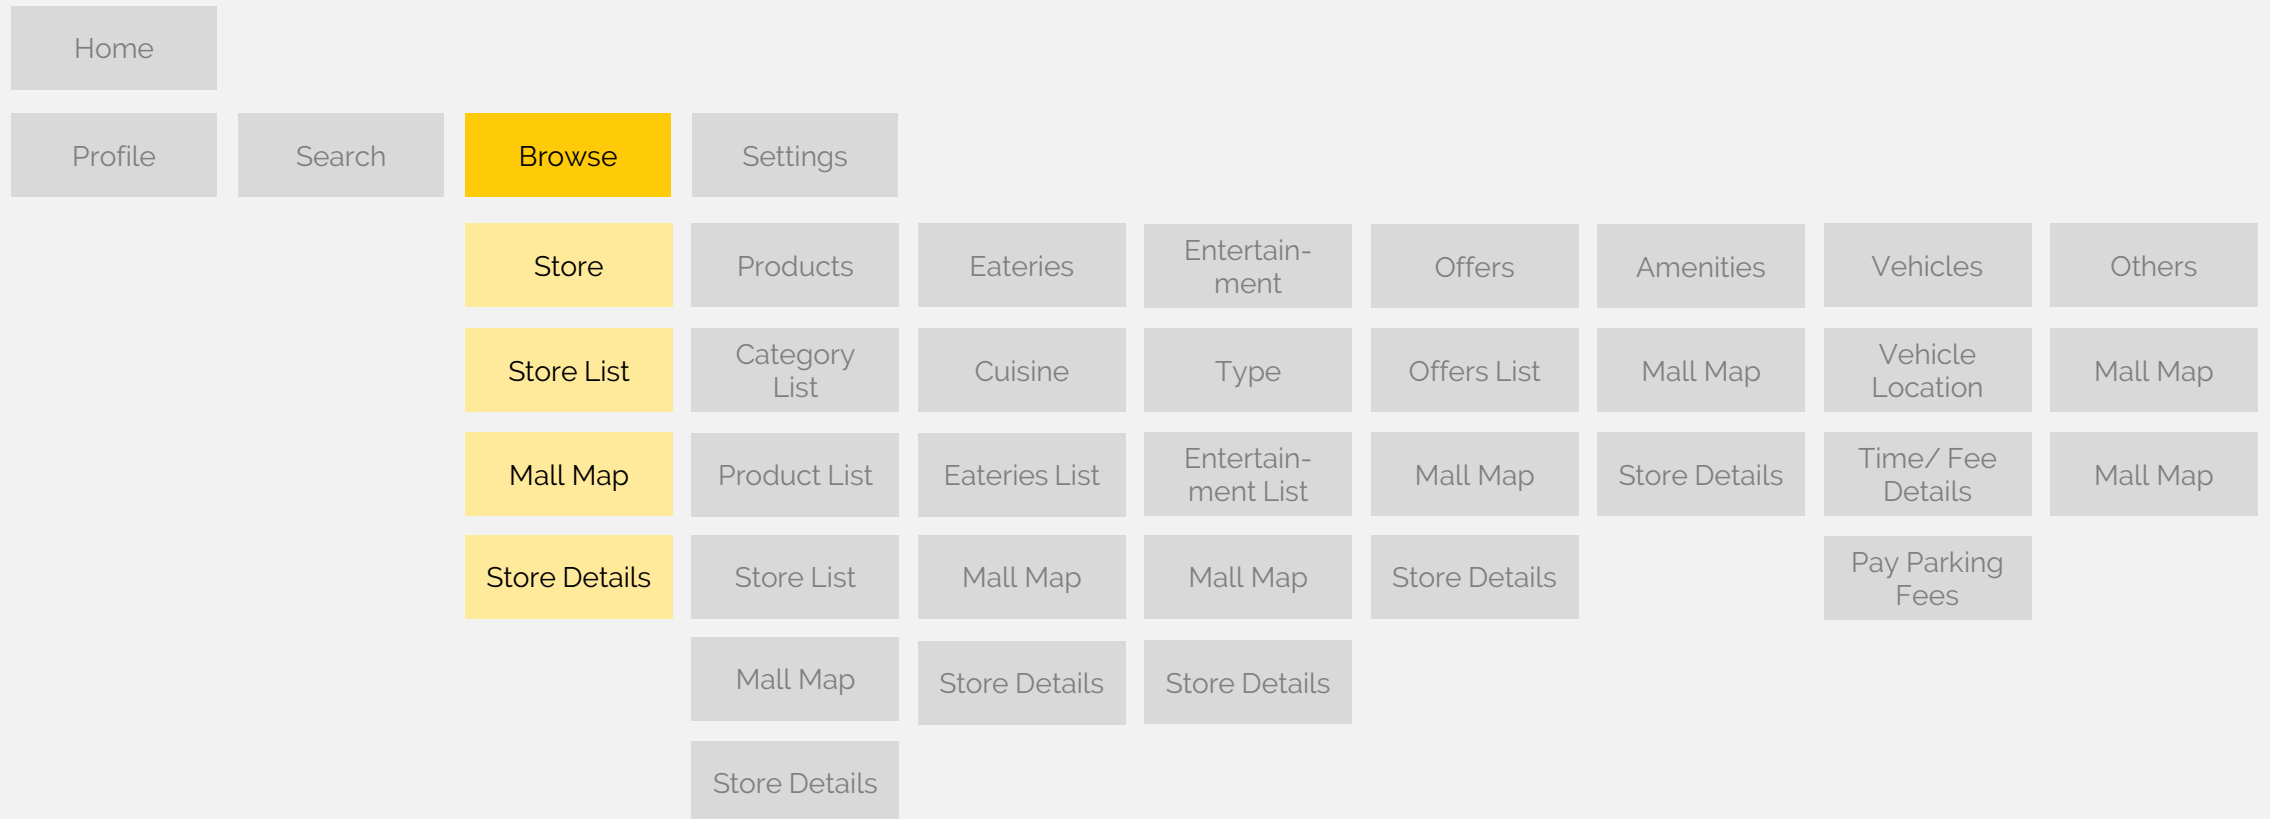 Home
Profile
Search
Browse
Settings
Store
Products
Eateries
Entertain-
ment
Offers
Amenities
Vehicles
Others
Store List
Category
List
Cuisine
Type
Offers List
Mall Map
Vehicle
Location
Mall Map
Mall Map
Product List
Eateries List
Entertain-
ment List
Mall Map
Store Details
Time/ Fee
Details
Mall Map
Store Details
Store List
Mall Map
Mall Map
Store Details
Pay Parking
Fees
Mall Map
Store Details
Store Details
Store Details